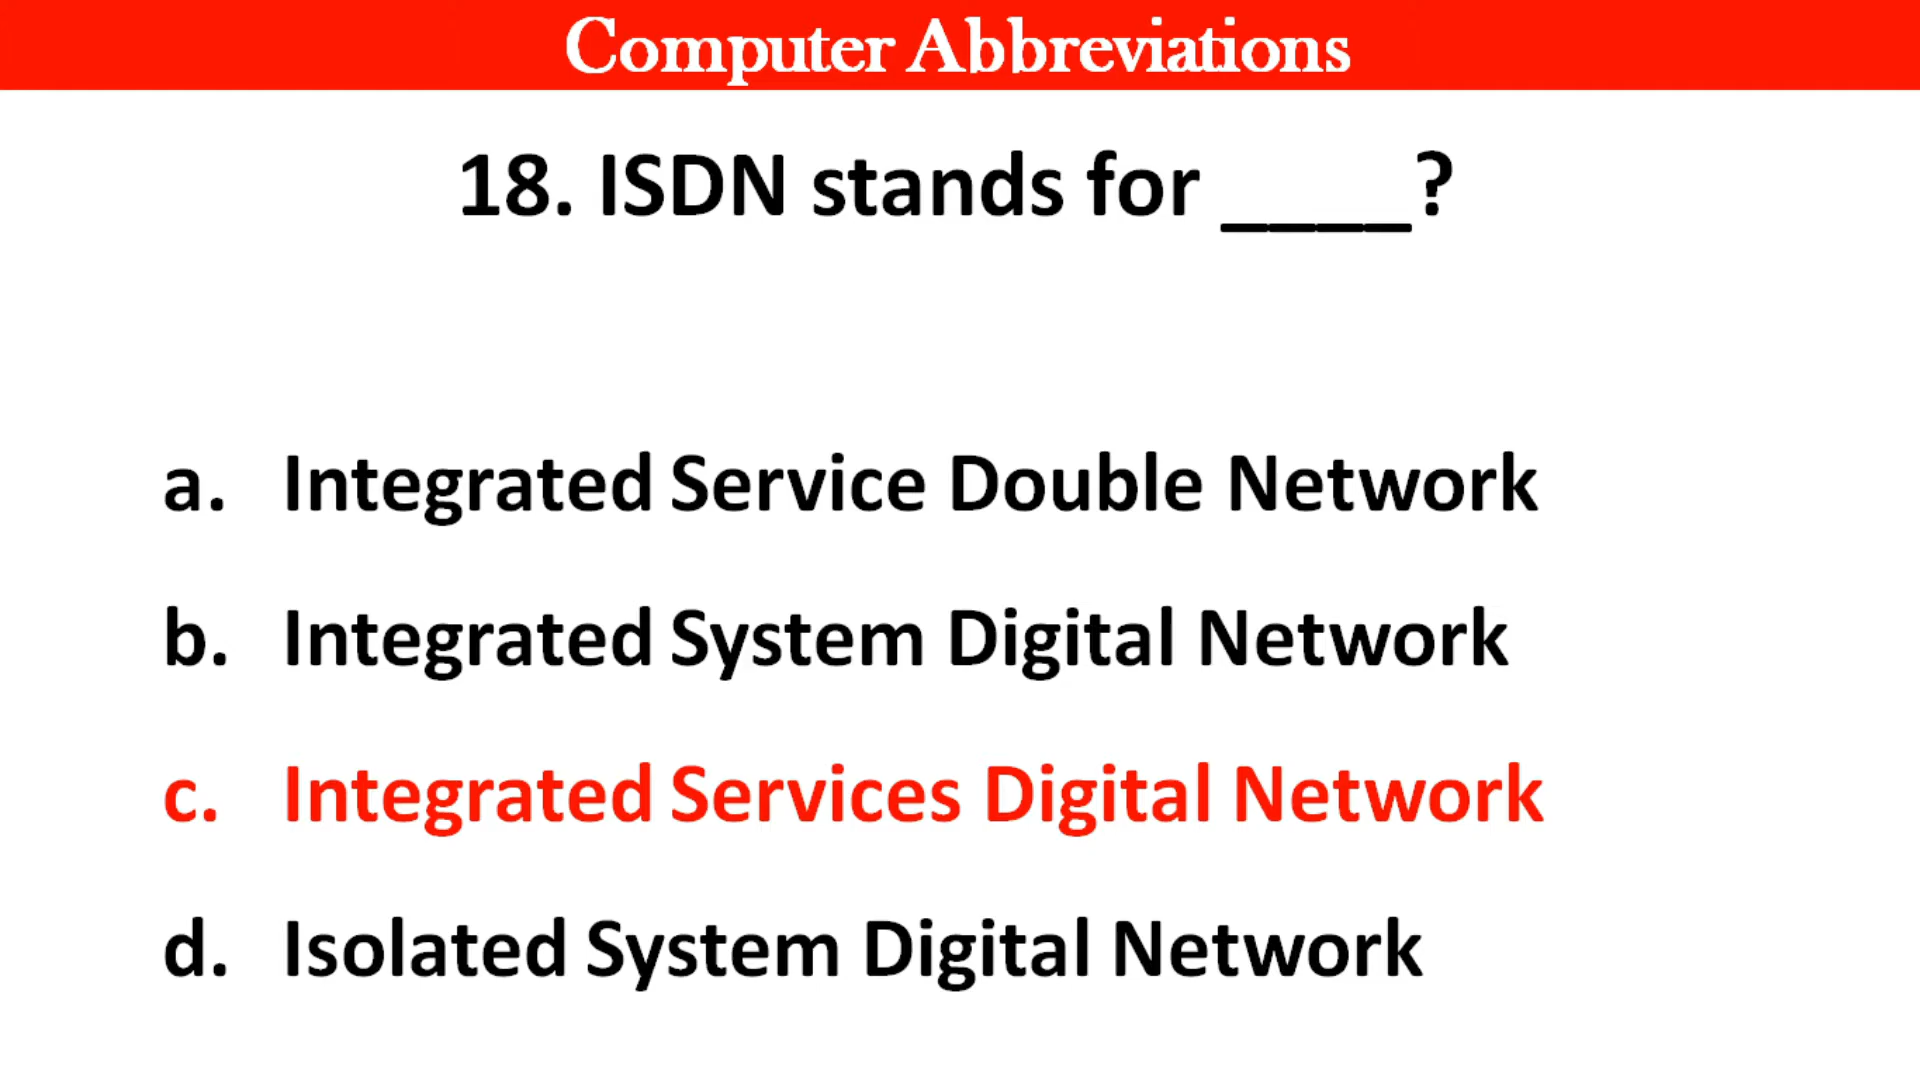 Computer Abbreviations
18. ISDN stands for ____?
a. Integrated Service Double Network
b. Integrated System Digital Network
c. Integrated Services Digital Network
d. Isolated System Digital Network